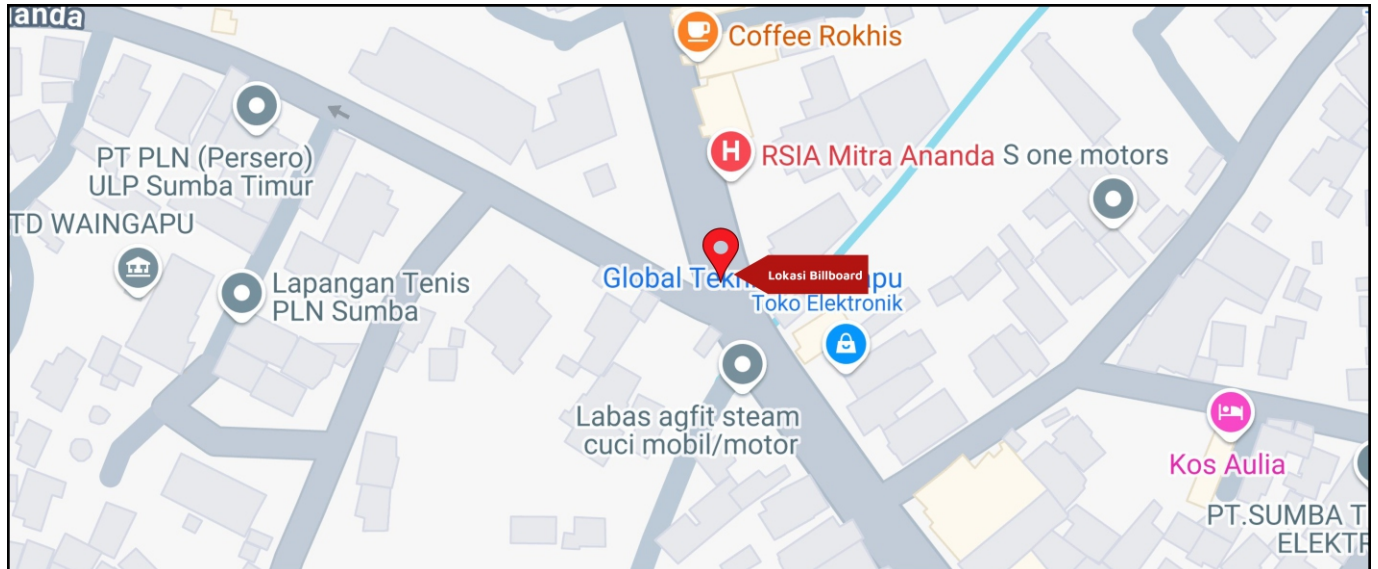 anda
Coffee Rokhis
PT PLN (Persero)
ULP Sumba Timur
H
RSIA Mitra Ananda
S one motors
TD WAINGAPU
Lapangan Tenis
PLN Sumba
Global Tekn
pu
Lokasi Billboard
Toko Elektronik
Labas agfit steam
cuci mobil/motor
Kos Aulia
PT.SUMBA T
ELEKTR